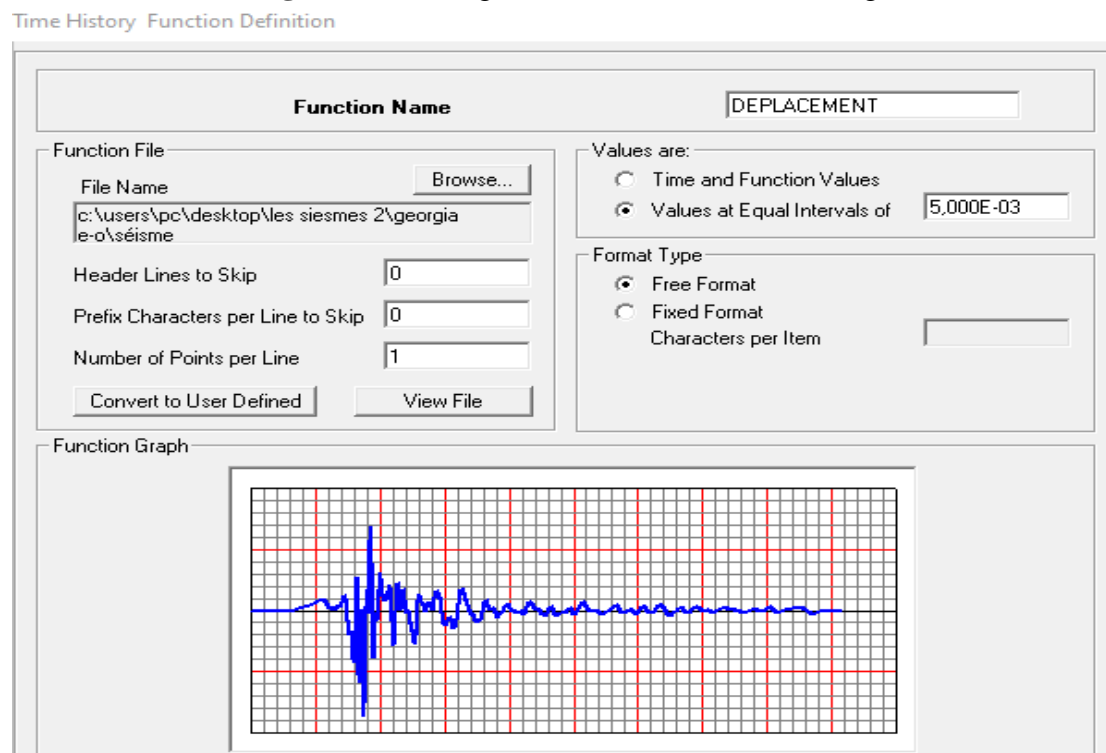 Time History Function Definition
Function Name
DEPLACEMENT
Function File
File Name
Browse...
c:\users\pc\desktop\les siesmes 2\georgia
e-o\séisme
Header Lines to Skip
0
Prefix Characters per Line to Skip
0
Number of Points per Line
1
Convert to User Defined
View File
Values are:
Time and Function Values
Values at Equal Intervals of
5,000E-03
Format Type
Free Format
Fixed Format
Characters per Item
Function Graph